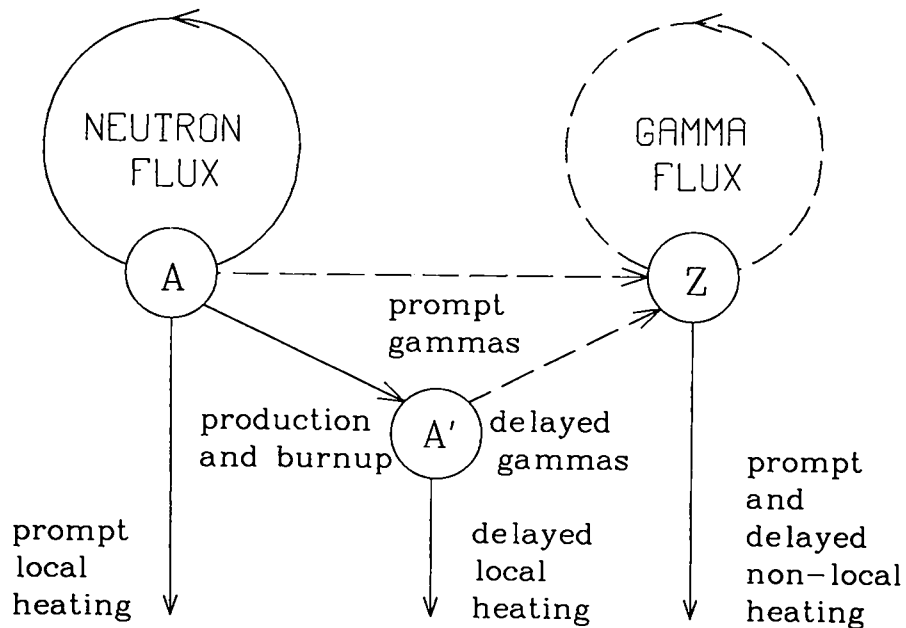 NEUTRON
FLUX
GAMMA
FLUX
A
Z
prompt
gammas
production
and burnup
A'
delayed
gammas
prompt
local
heating
delayed
local
heating
prompt
and
delayed
non-local
heating